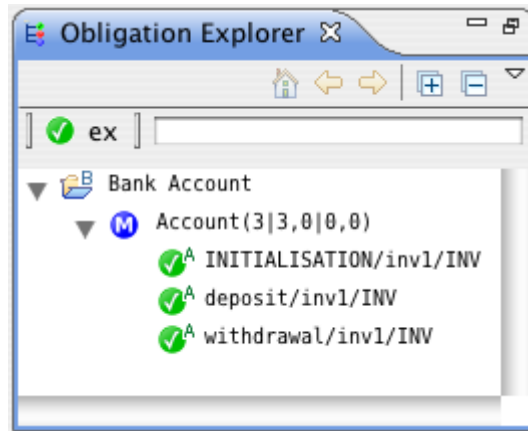 Obligation Explorer
ex
B Bank Account
M Account(3|3,0|0,0)
A INITIALISATION/inv1/INV
A deposit/inv1/INV
A withdrawal/inv1/INV